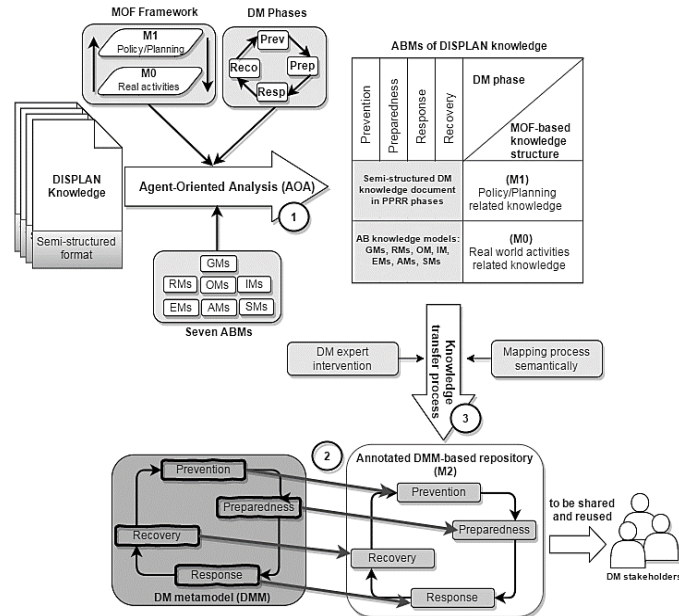 MOF Framework
M1
Policy/Planning
M0
Real activities
DM Phases
Prev
Reco
Prep
Resp
DISPLAN
Knowledge
Semi-structured
format
Agent-Oriented Analysis (AOA)
1
GMs
RMs
OMs
IMs
EMs
AMs
SMs
Seven ABMs
ABMs of DISPLAN knowledge
Prevention
Preparedness
Response
Recovery
DM phase
MOF-based
knowledge
structure
Semi-structured DM
knowledge document
in PPRR phases
(M1)
Policy/Planning
related knowledge
AB knowledge models:
GMs, RMs, OM, IM,
EMs, AMs, SMs
(M0)
Real world activities
related knowledge
DM expert
intervention
Knowledge
transfer process
Mapping process
semantically
3
2
Prevention
Preparedness
Recovery
Response
DM metamodel (DMM)
Annotated DMM-based repository
(M2)
Prevention
Preparedness
Recovery
Response
to be shared
and reused
DM stakeholders